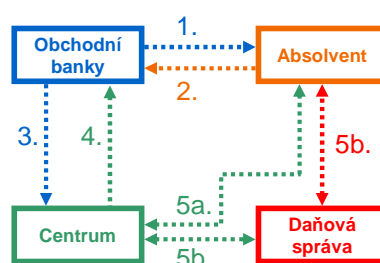 1.
Obchodní
banky
Absolvent
2.
3.
4.
5b.
5a.
Centrum
Daňová
správa
5b